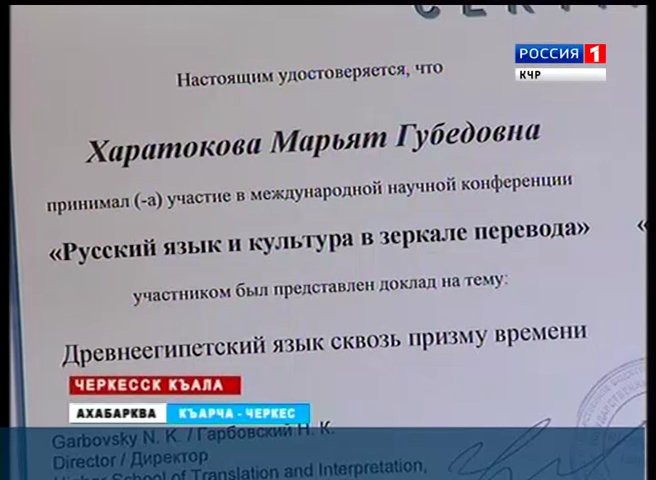 РОССИЯ 1
КЧР
Настоящим удостоверяется, что
Харатокова Марьят Губедовна
принимал (-а) участие в международной научной конференции
«Русский язык и культура в зеркале перевода»
участником был представлен доклад на тему:
Древнеегипетский язык сквозь призму времени
ЧЕРКЕССК КЪАЛА
АХАБАРКВА КЪАРЧА - ЧЕРКЕС
Garbovsky N. K. / Гарбовский Н. К.
Director / Директор
Higher School of Translation and Interpretation,